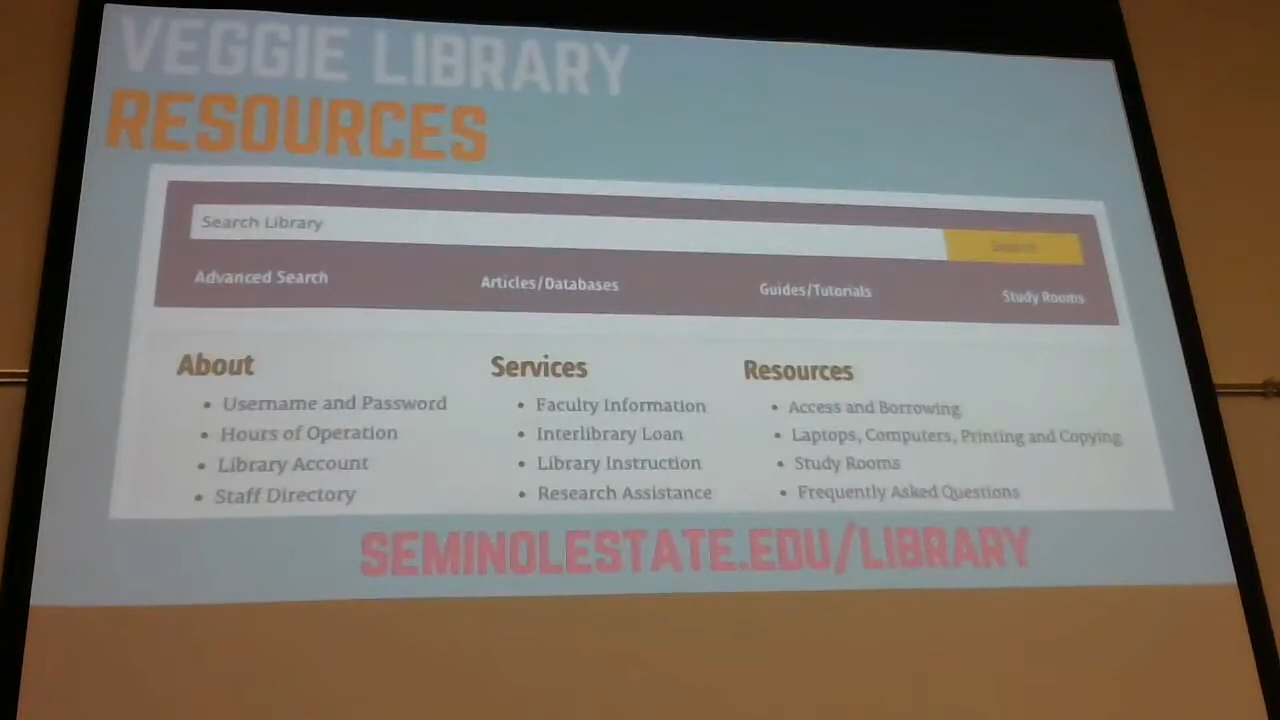 VEGGIE LIBRARY
RESOURCES
Search Library
Search
Advanced Search
Articles/Databases
Guides/Tutorials
Study Rooms
About
• Username and Password
• Hours of Operation
• Library Account
• Staff Directory
Services
• Faculty Information
• Interlibrary Loan
• Library Instruction
• Research Assistance
Resources
• Access and Borrowing
• Laptops, Computers, Printing and Copying
• Study Rooms
• Frequently Asked Questions
SEMINOLESTATE.EDU/LIBRARY